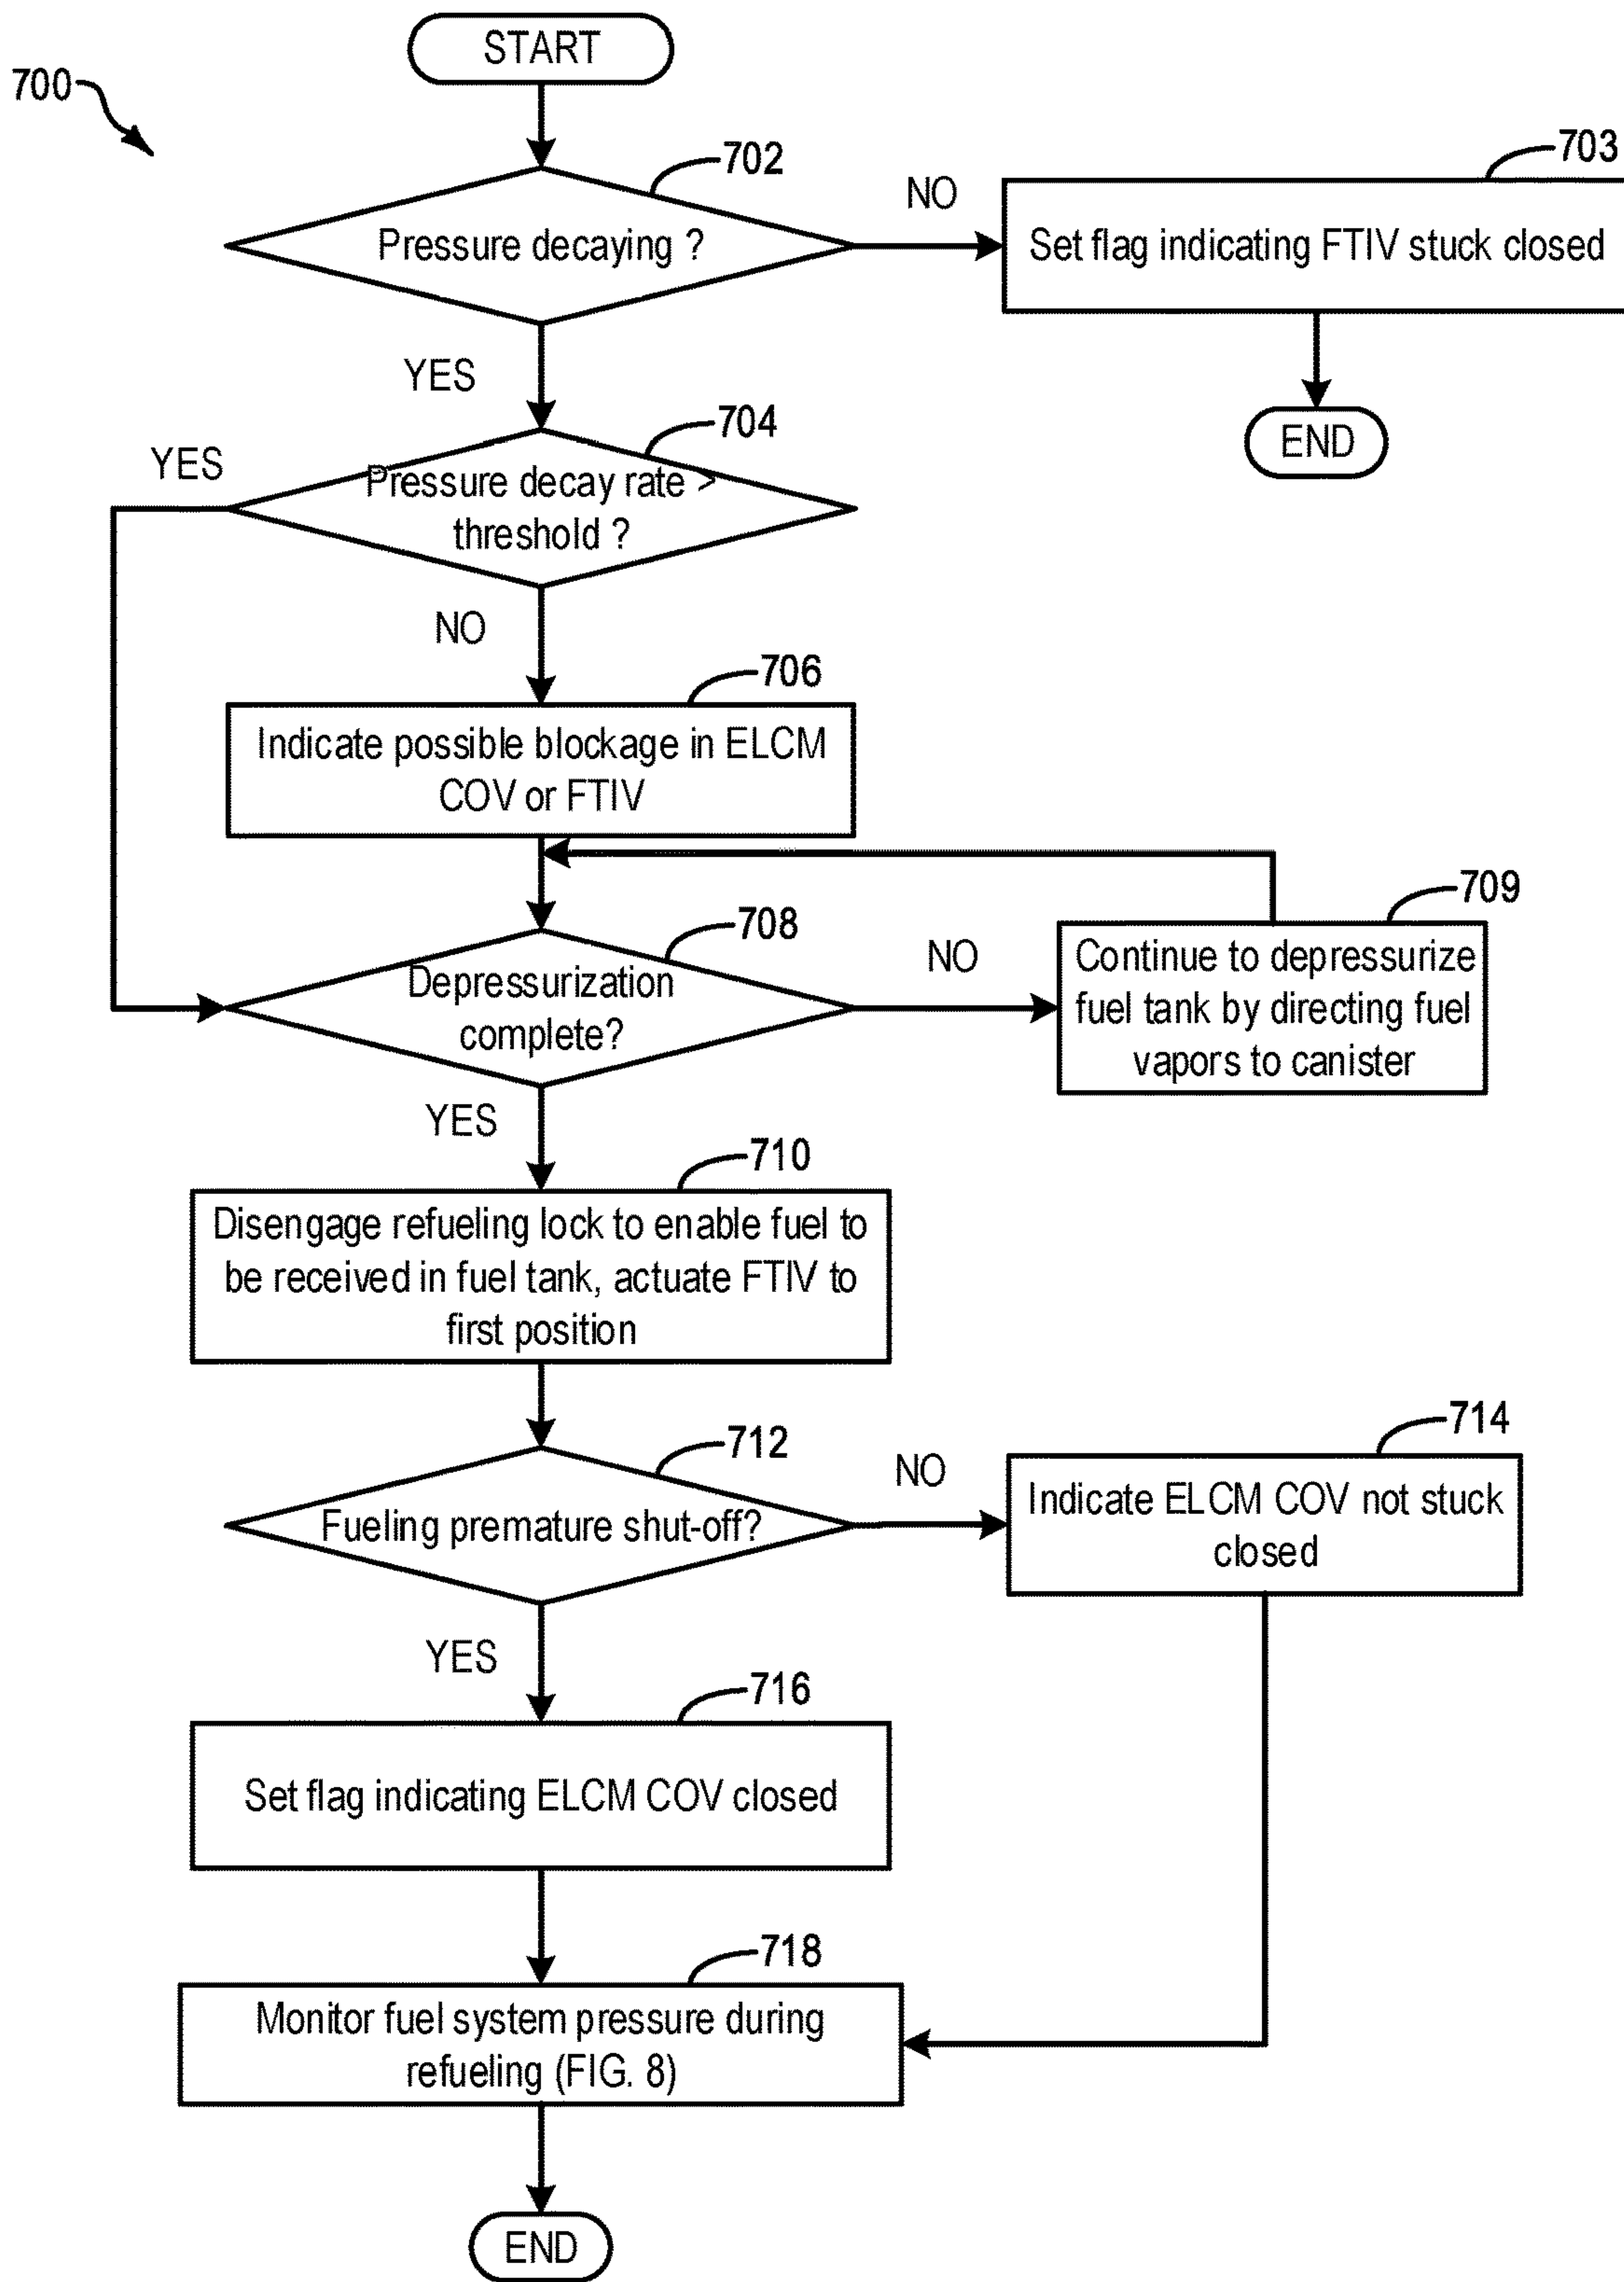 START
700
702
703
Pressure decaying ?
NO
Set flag indicating FTIV stuck closed
YES
END
704
YES
Pressure decay rate >
threshold ?
NO
706
Indicate possible blockage in ELCM
COV or FTIV
708
709
Depressurization
complete?
NO
Continue to depressurize
fuel tank by directing fuel
vapors to canister
YES
710
Disengage refueling lock to enable fuel to
be received in fuel tank, actuate FTIV to
first position
712
714
Fueling premature shut-off?
NO
Indicate ELCM COV not stuck
closed
YES
716
Set flag indicating ELCM COV closed
718
Monitor fuel system pressure during
refueling (FIG. 8)
END